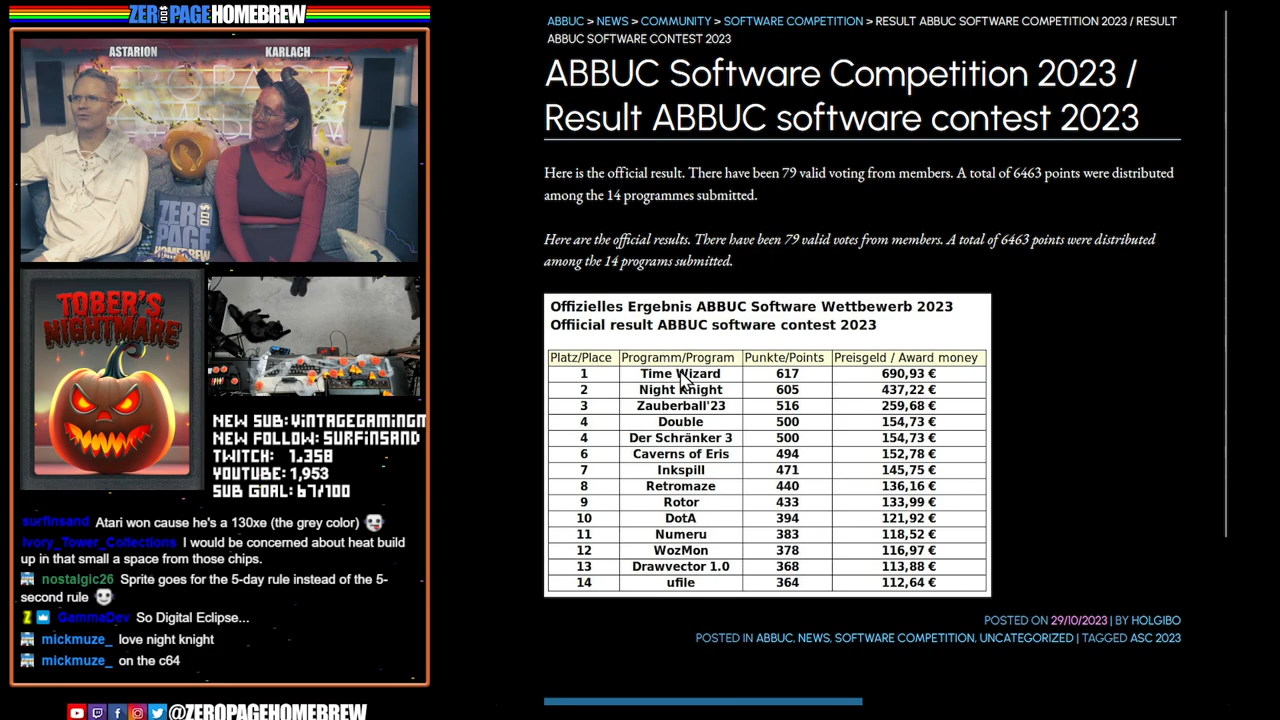 ZERO PAGE HOMEBREW
ASTARION
KARLACH
ZERO
PAGE
TOBER'S
NIGHTMARE
NEW SUB: VINTAGEGAMINGM
NEW FOLLOW: SURFINSAND
TWITCH: 1,358
YOUTUBE: 1,953
SUB GOAL: 67/100
surfinsand Atari won cause he's a 130xe (the grey color)
Ivory_Tower_Collections I would be concerned about heat build
up in that small a space from those chips.
nostalgic26 Sprite goes for the 5-day rule instead of the 5-
second rule
GammaDev So Digital Eclipse...
mickmuze_ love night knight
mickmuze_ on the c64
@ZEROPAGEHOMEBREW
ABBUC > NEWS > COMMUNITY > SOFTWARE COMPETITION > RESULT ABBUC SOFTWARE COMPETITION 2023 / RESULT
ABBUC SOFTWARE CONTEST 2023
ABBUC Software Competition 2023 /
Result ABBUC software contest 2023
Here is the official result. There have been 79 valid voting from members. A total of 6463 points were distributed
among the 14 programmes submitted.
Here are the official results. There have been 79 valid votes from members. A total of 6463 points were distributed
among the 14 programs submitted.
Offizielles Ergebnis ABBUC Software Wettbewerb 2023
Offiicial result ABBUC software contest 2023
Platz/Place Programm/Program Punkte/Points Preisgeld / Award money
1 Time Wizard 617 690,93 €
2 Night Knight 605 437,22 €
3 Zauberball'23 516 259,68 €
4 Double 500 154,73 €
4 Der Schränker 3 500 154,73 €
6 Caverns of Eris 494 152,78 €
7 Inkspill 471 145,75 €
8 Retromaze 440 136,16 €
9 Rotor 433 133,99 €
10 DotA 394 121,92 €
11 Numeru 383 118,52 €
12 WozMon 378 116,97 €
13 Drawvector 1.0 368 113,88 €
14 ufile 364 112,64 €
POSTED ON 29/10/2023 | BY HOLGIBO
POSTED IN ABBUC, NEWS, SOFTWARE COMPETITION, UNCATEGORIZED | TAGGED ASC 2023